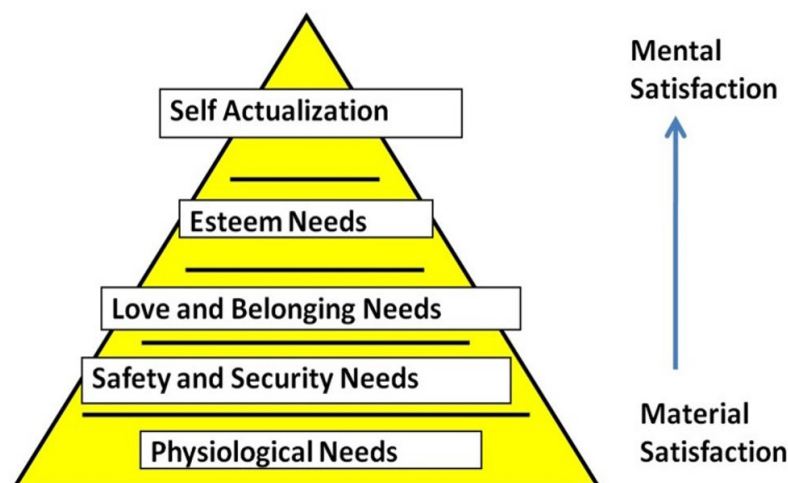 Self Actualization
Esteem Needs
Love and Belonging Needs
Safety and Security Needs
Physiological Needs
Mental
Satisfaction
Material
Satisfaction